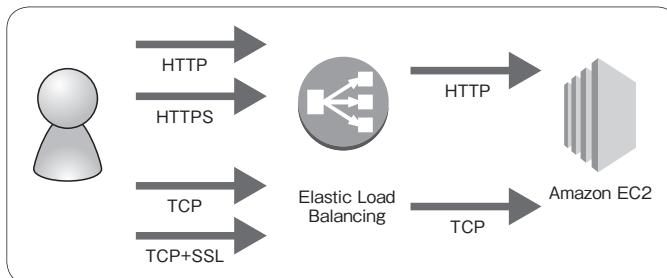 HTTP
HTTPS
TCP
TCP+SSL
Elastic Load
Balancing
HTTP
TCP
Amazon EC2